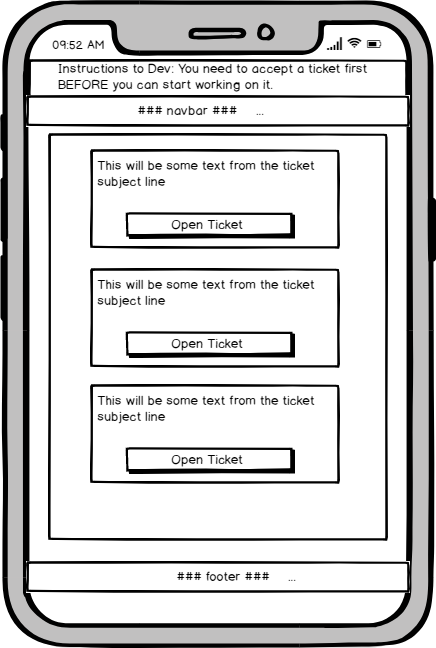 09:52 AM
Instructions to Dev: You need to accept a ticket first
BEFORE you can start working on it.
### navbar ### ...
This will be some text from the ticket
subject line
Open Ticket
This will be some text from the ticket
subject line
Open Ticket
This will be some text from the ticket
subject line
Open Ticket
### footer ### ...